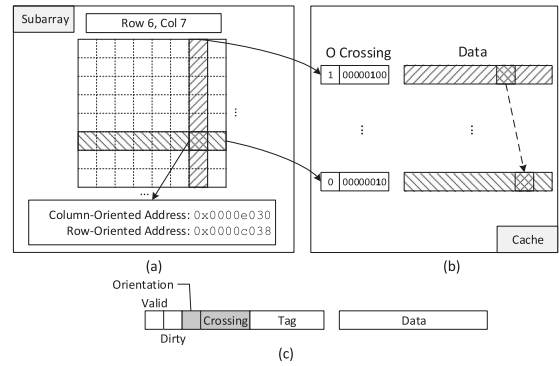 Subarray
Row 6, Col 7
...
...
Column-Oriented Address: 0x0000e030
Row-Oriented Address: 0x0000c038
(a)
O Crossing Data
1 00000100
... ...
0 00000010
Cache
(b)
Orientation
Valid
Crossing Tag Data
Dirty
(c)